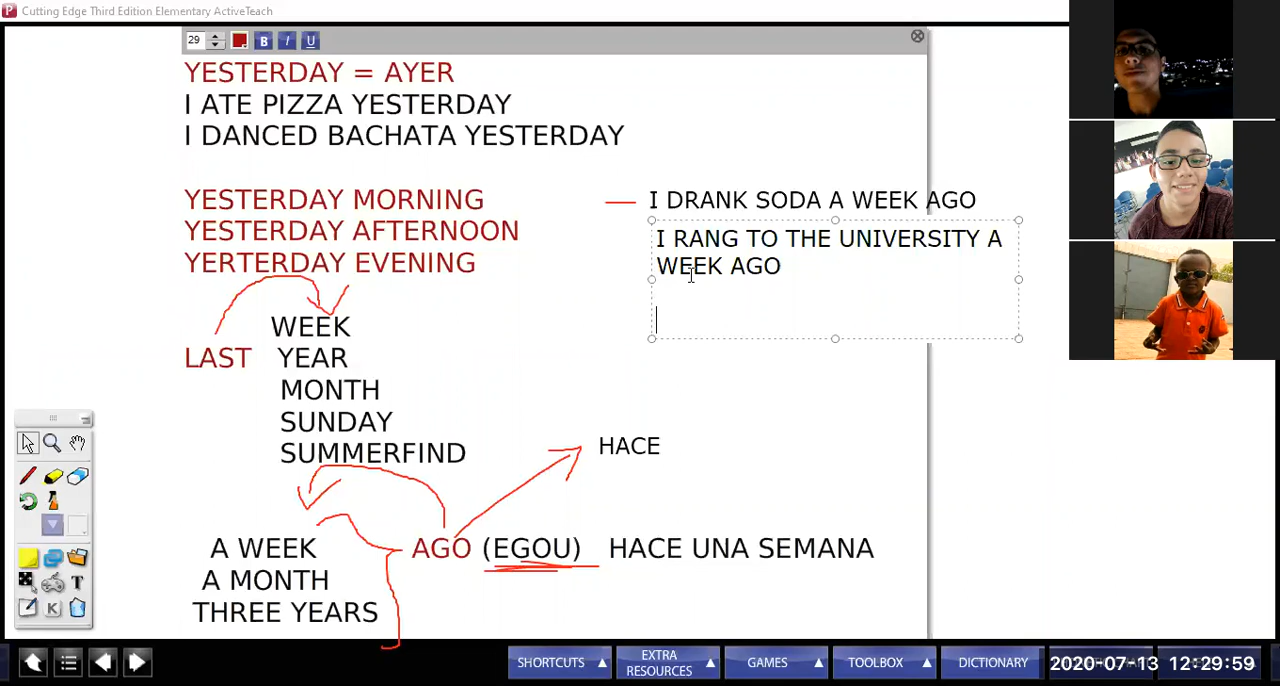 Cutting Edge Third Edition Elementary ActiveTeach
29 B I U
YESTERDAY = AYER
I ATE PIZZA YESTERDAY
I DANCED BACHATA YESTERDAY
YESTERDAY MORNING
YESTERDAY AFTERNOON
YERTERDAY EVENING
I DRANK SODA A WEEK AGO
I RANG TO THE UNIVERSITY A
WEEK AGO
WEEK
LAST YEAR
MONTH
SUNDAY
SUMMERFIND
HACE
A WEEK AGO (EGOU) HACE UNA SEMANA
A MONTH
THREE YEARS
T
K
SHORTCUTS
EXTRA
RESOURCES
GAMES
TOOLBOX
DICTIONARY
2020-07-13 12:29:59